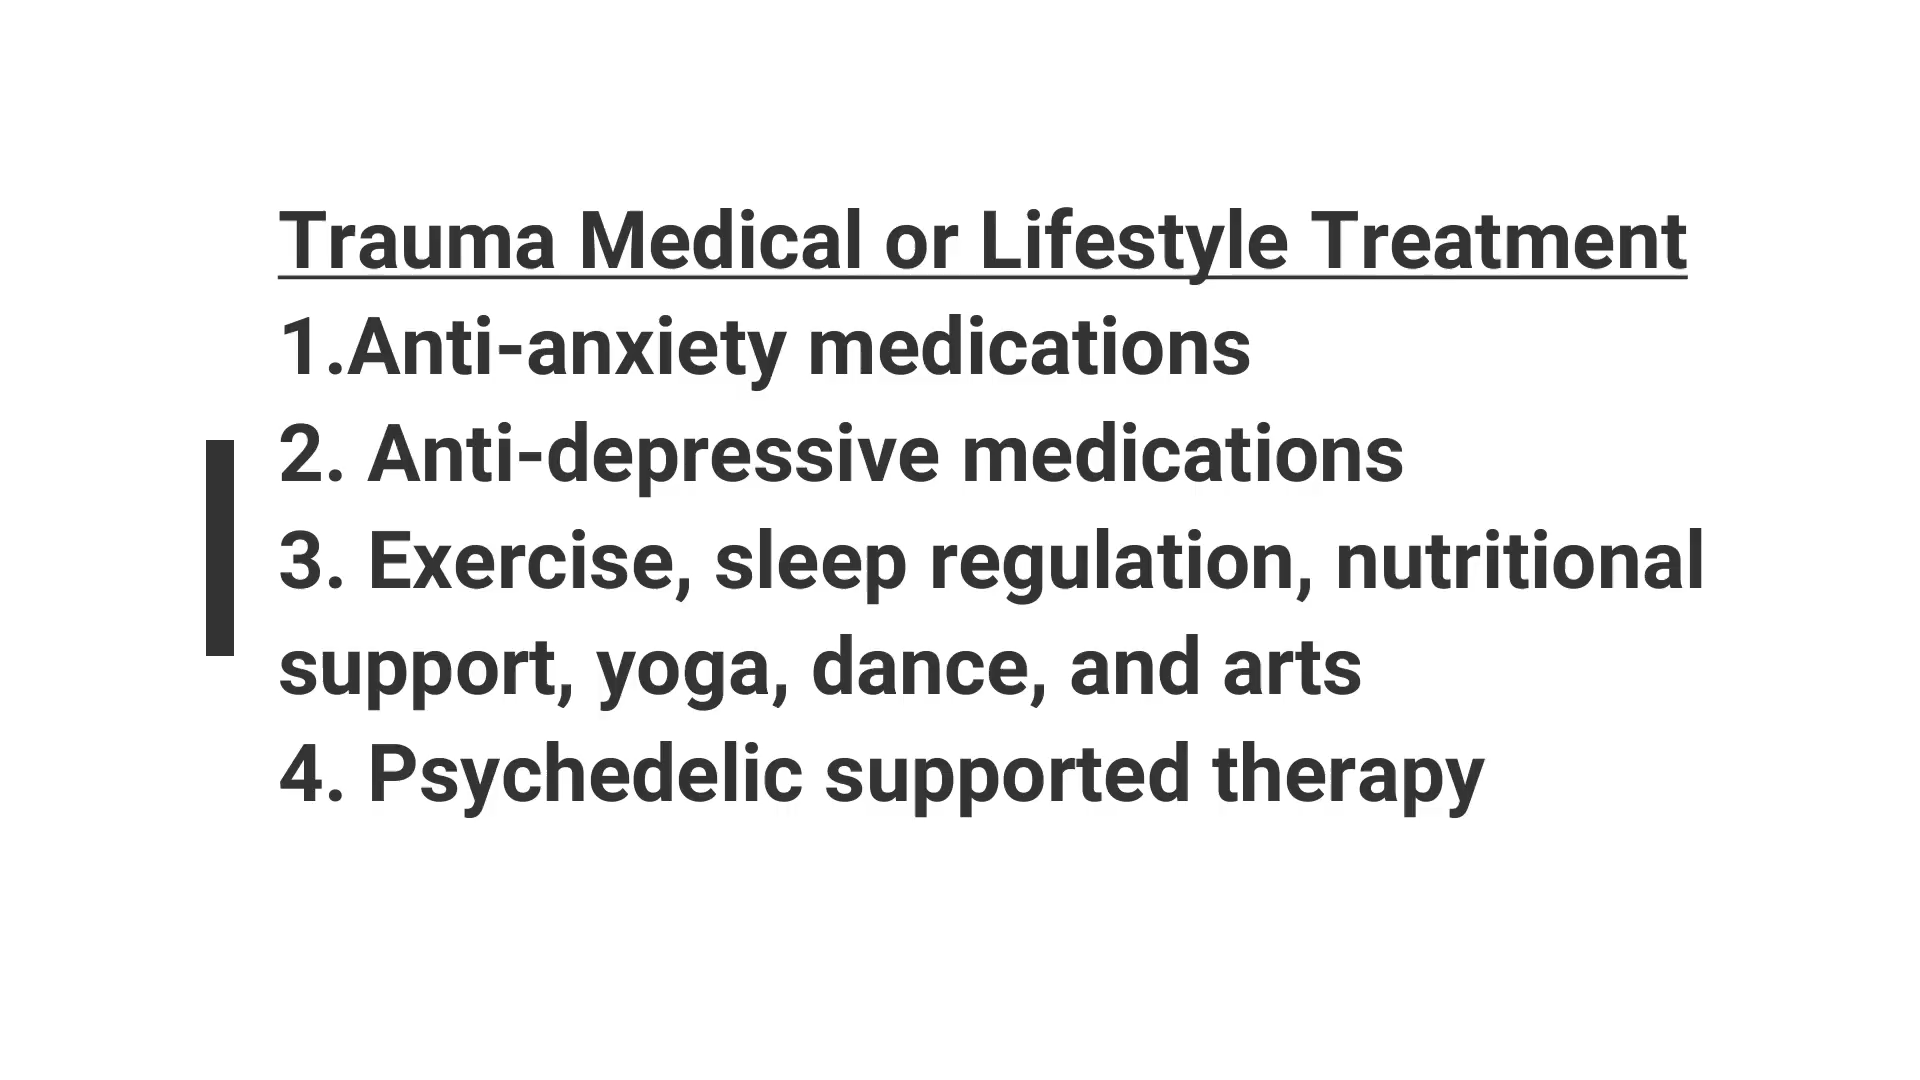 Trauma Medical or Lifestyle Treatment
1.Anti-anxiety medications
2. Anti-depressive medications
3. Exercise, sleep regulation, nutritional
support, yoga, dance, and arts
4. Psychedelic supported therapy